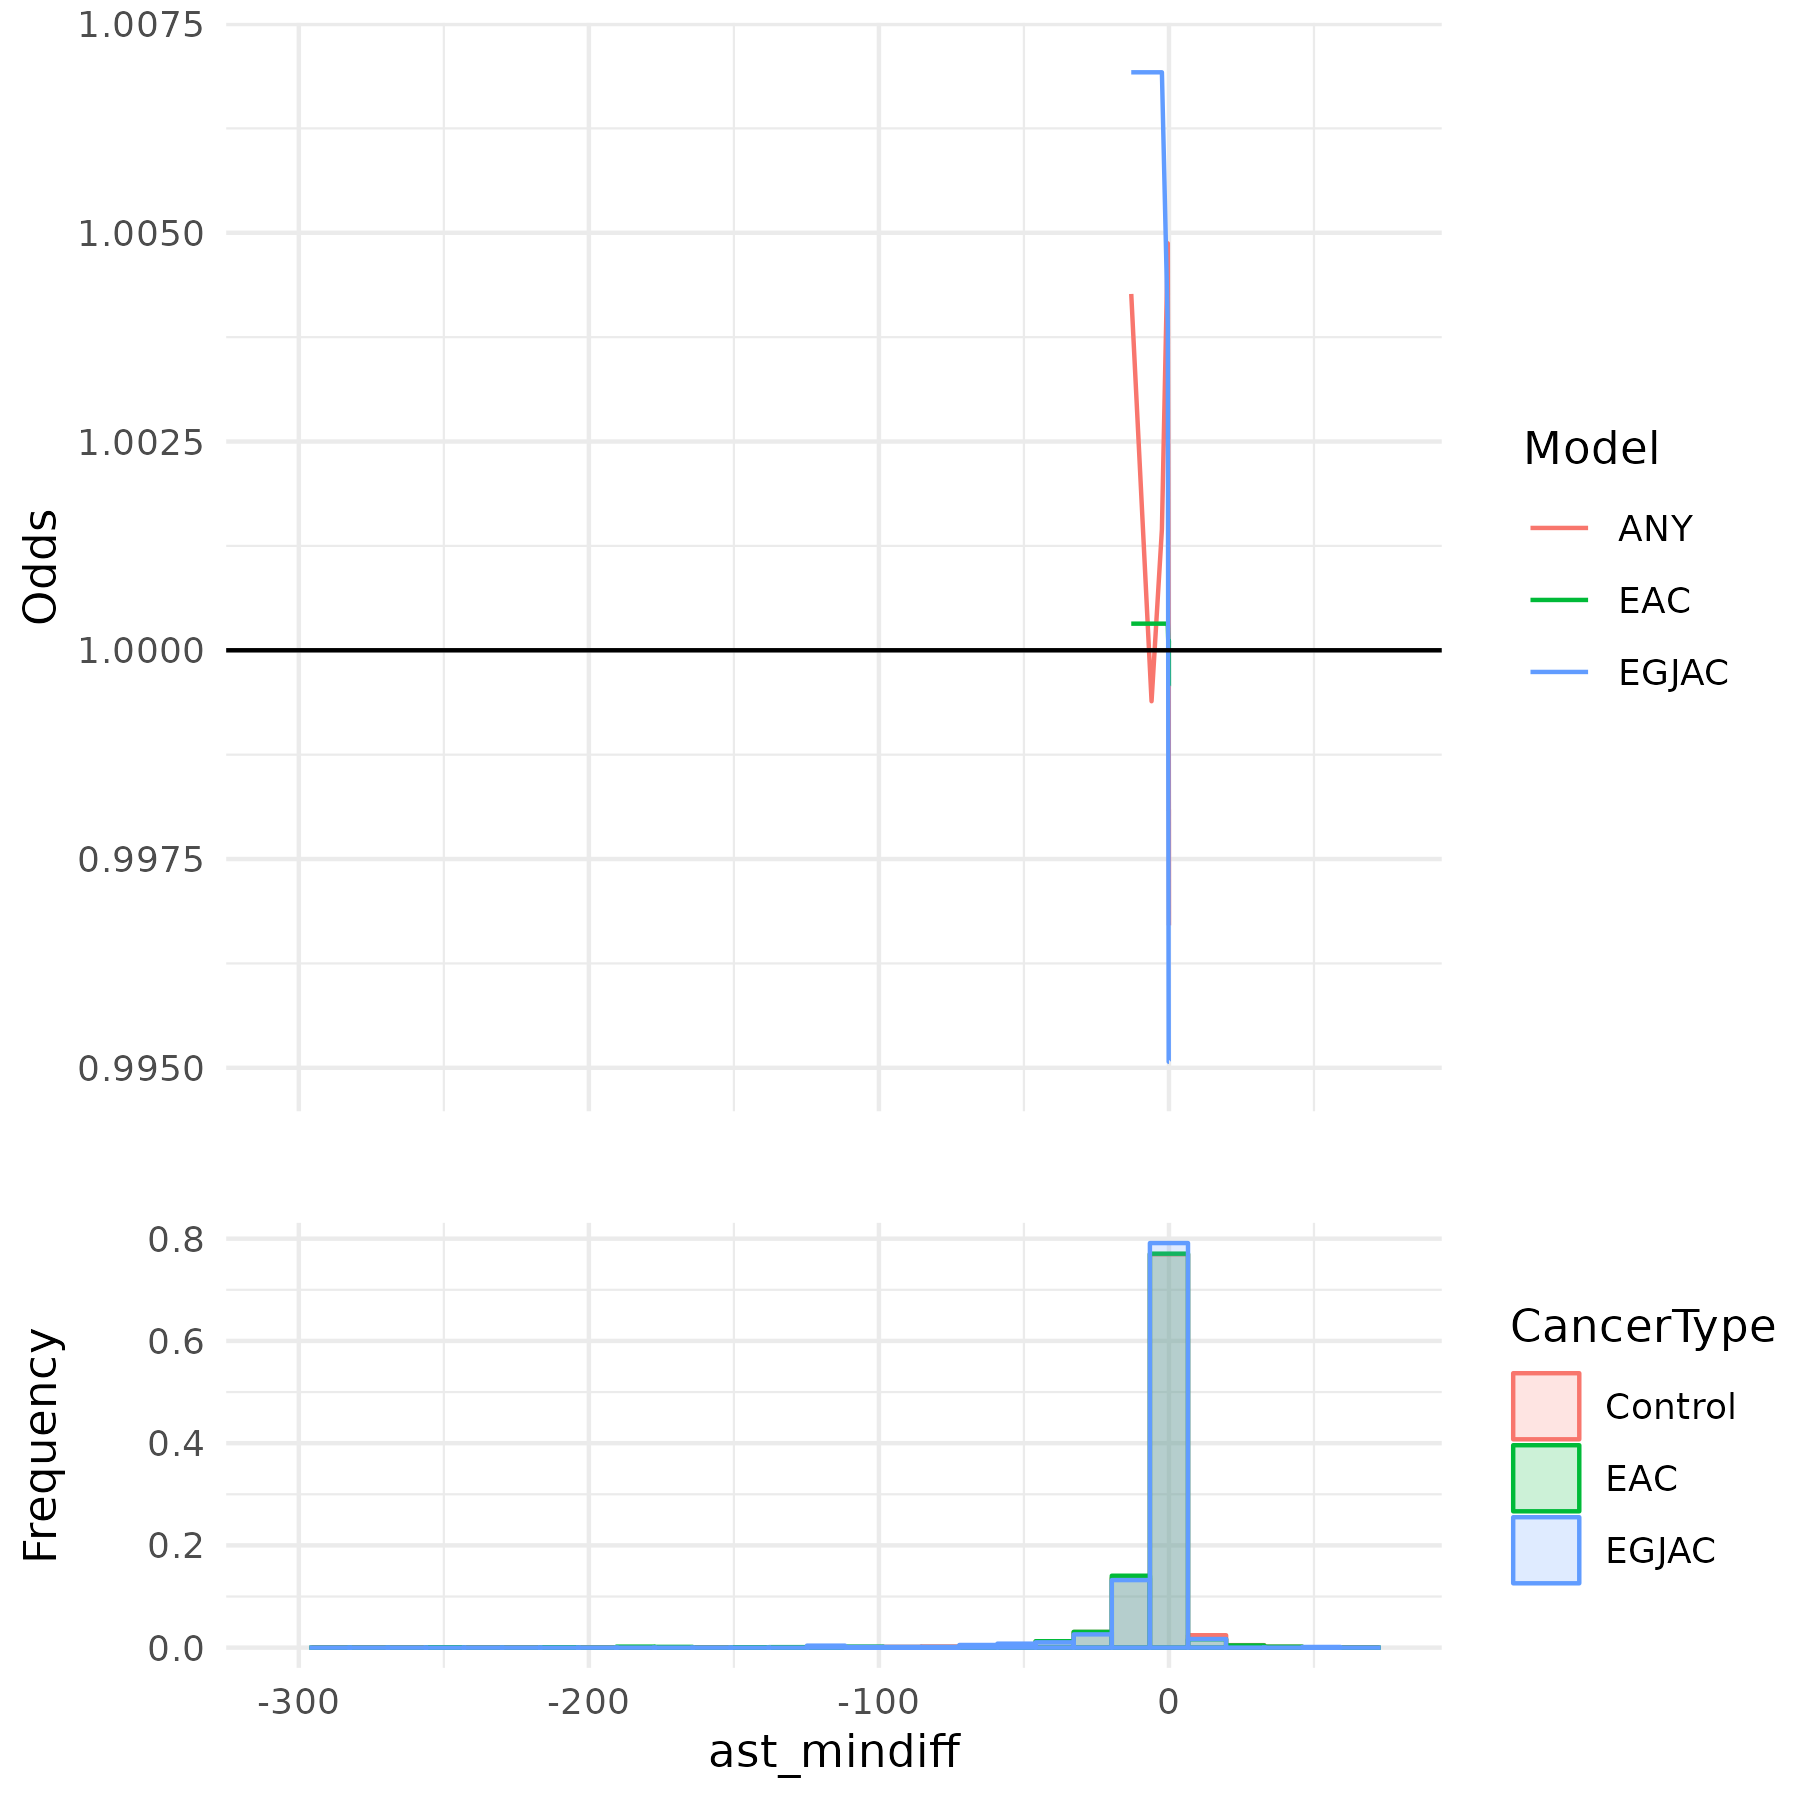 1.0075
1.0050
1.0025
1.0000
0.9975
0.9950
Odds
Model
ANY
EAC
EGJAC
0.8
0.6
0.4
0.2
0.0
Frequency
-300
-200
-100
0
ast_mindiff
CancerType
Control
EAC
EGJAC